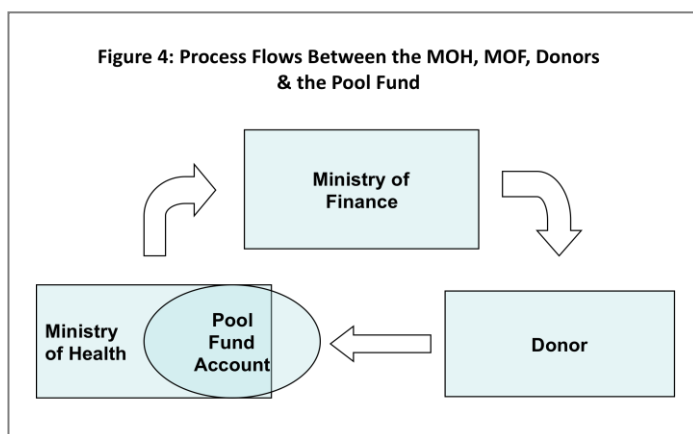 Figure 4: Process Flows Between the MOH, MOF, Donors
& the Pool Fund
Ministry of
Finance
Ministry
of Health
Pool
Fund
Account
Donor